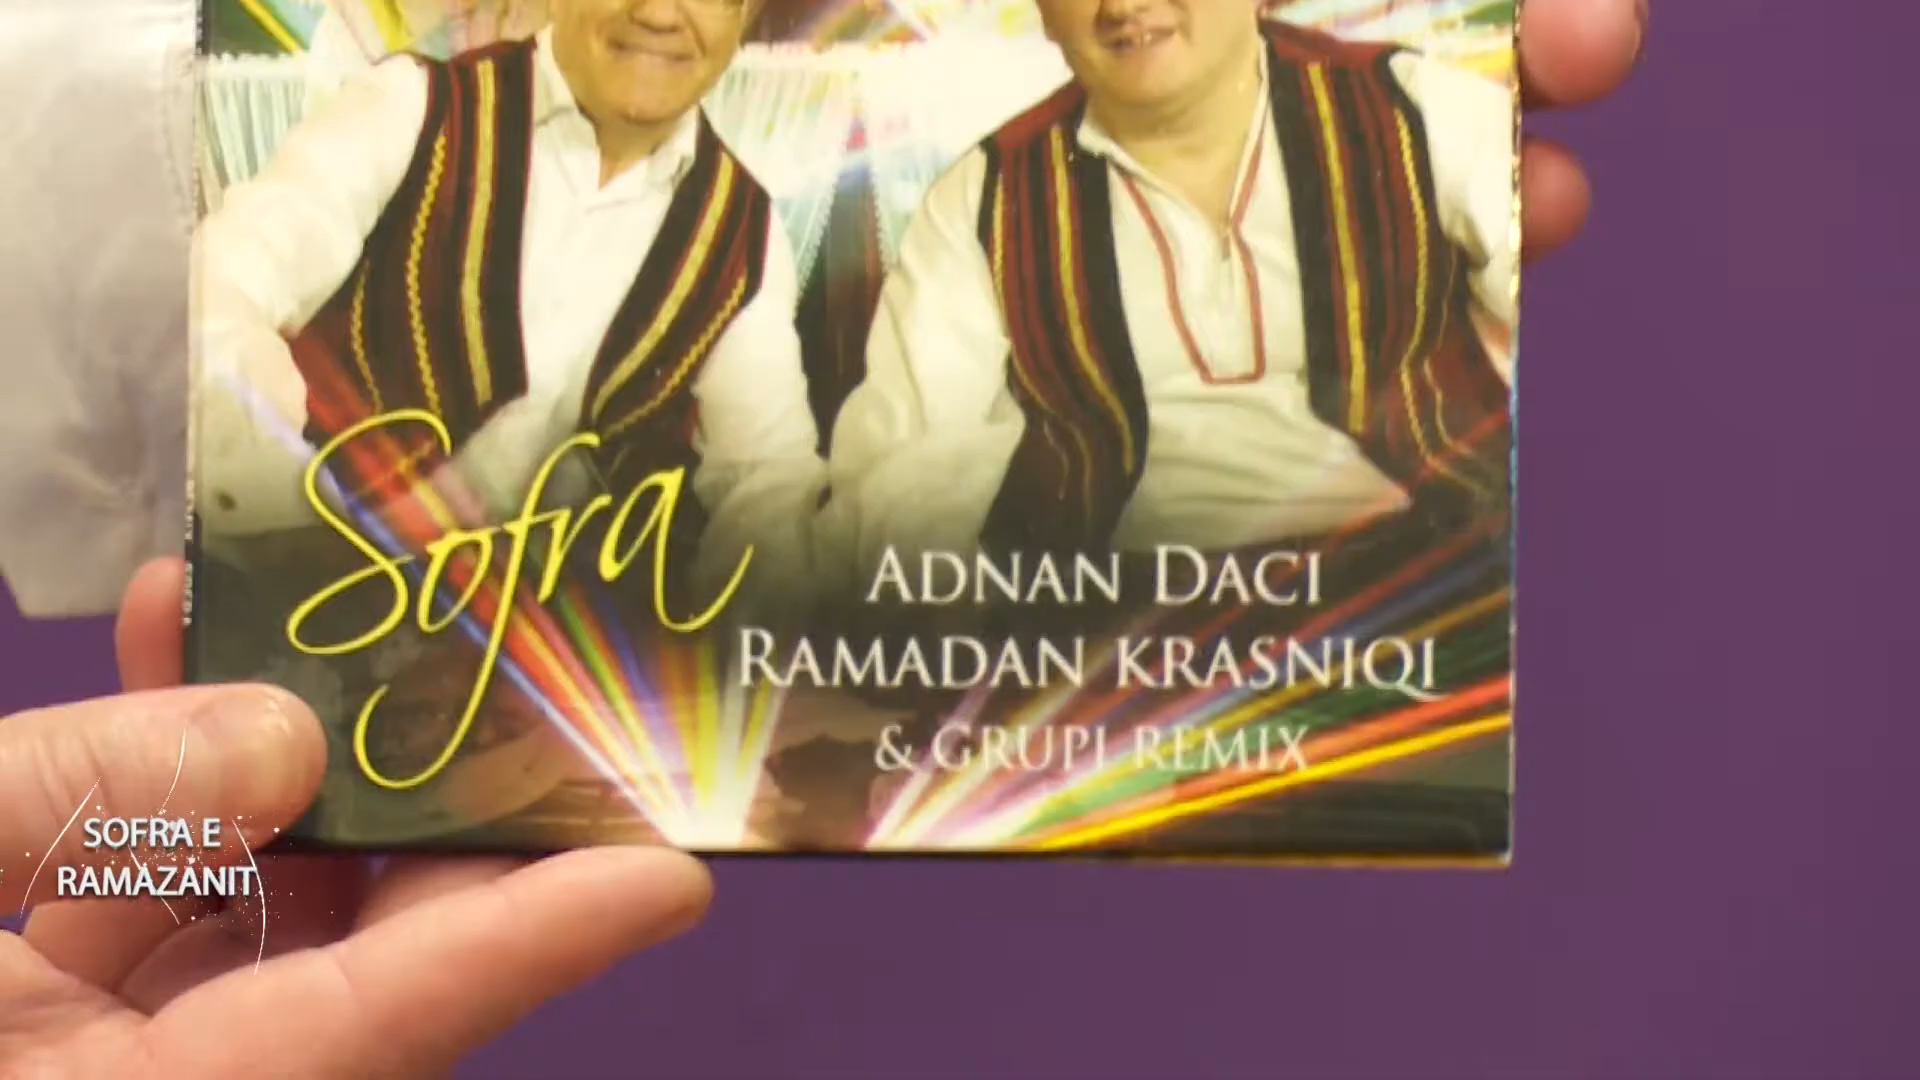 Sofra
ADNAN DACI
RAMADAN KRASNIQI
& GRUPI REMIX
SOFRA E
RAMAZANIT